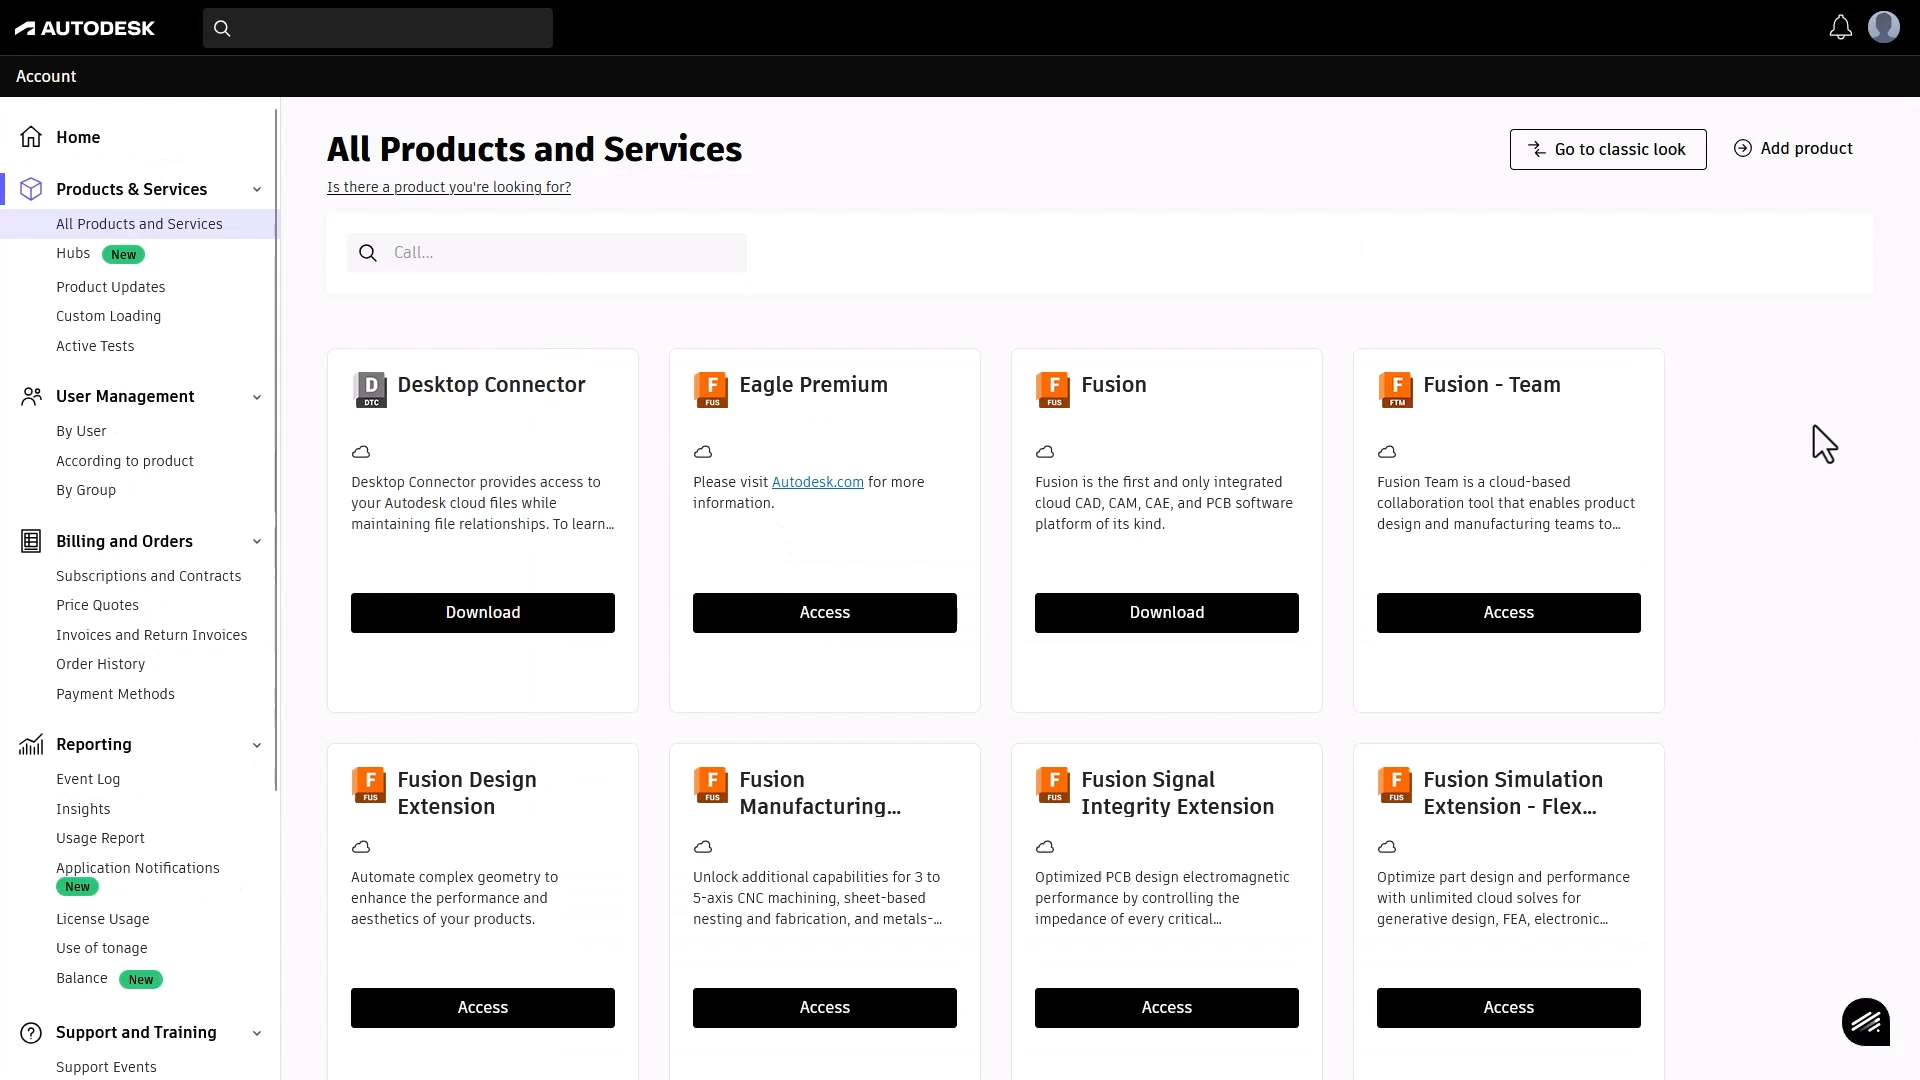 AUTODESK
Account
Home
Products & Services
All Products and Services
Hubs New
Product Updates
Custom Loading
Active Tests
User Management
By User
According to product
By Group
Billing and Orders
Subscriptions and Contracts
Price Quotes
Invoices and Return Invoices
Order History
Payment Methods
Reporting
Event Log
Insights
Usage Report
Application Notifications
New
License Usage
Use of tonage
Balance New
Support and Training
Support Events
All Products and Services
Go to classic look
Add product
Is there a product you're looking for?
Call...
D
DTC
Desktop Connector
Desktop Connector provides access to
your Autodesk cloud files while
maintaining file relationships. To learn...
Download
F
FUS
Eagle Premium
Please visit Autodesk.com for more
information.
Access
F
FUS
Fusion
Fusion is the first and only integrated
cloud CAD, CAM, CAE, and PCB software
platform of its kind.
Download
F
FTM
Fusion - Team
Fusion Team is a cloud-based
collaboration tool that enables product
design and manufacturing teams to...
Access
F
FUS
Fusion Design
Extension
Automate complex geometry to
enhance the performance and
aesthetics of your products.
Access
F
FUS
Fusion
Manufacturing...
Unlock additional capabilities for 3 to
5-axis CNC machining, sheet-based
nesting and fabrication, and metals-...
Access
F
FUS
Fusion Signal
Integrity Extension
Optimized PCB design electromagnetic
performance by controlling the
impedance of every critical...
Access
F
FUS
Fusion Simulation
Extension - Flex...
Optimize part design and performance
with unlimited cloud solves for
generative design, FEA, electronic...
Access